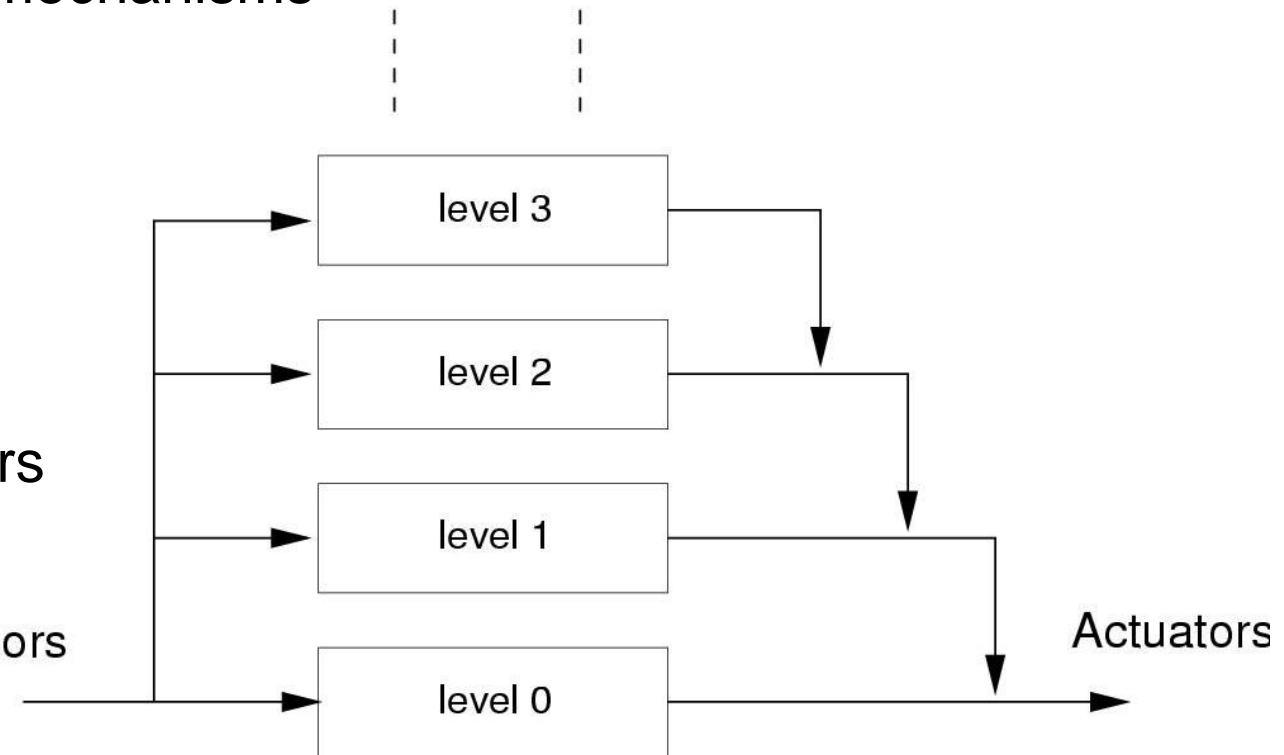 mechanisms
level 3
level 2
rs
level 1
ors
Actuators
level 0